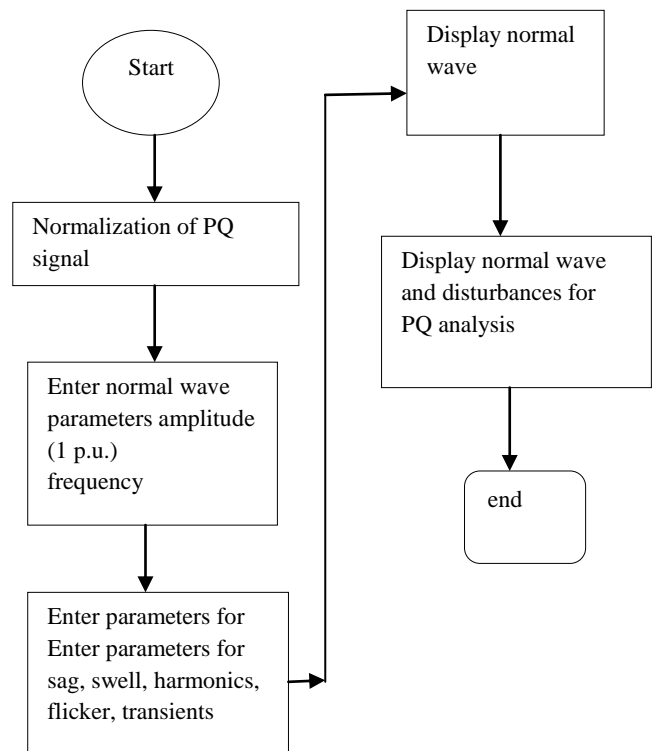 Start
Normalization of PQ
signal
Enter normal wave
parameters amplitude
(1 p.u.)
frequency
Enter parameters for
Enter parameters for
sag, swell, harmonics,
flicker, transients
Display normal
wave
Display normal wave
and disturbances for
PQ analysis
end